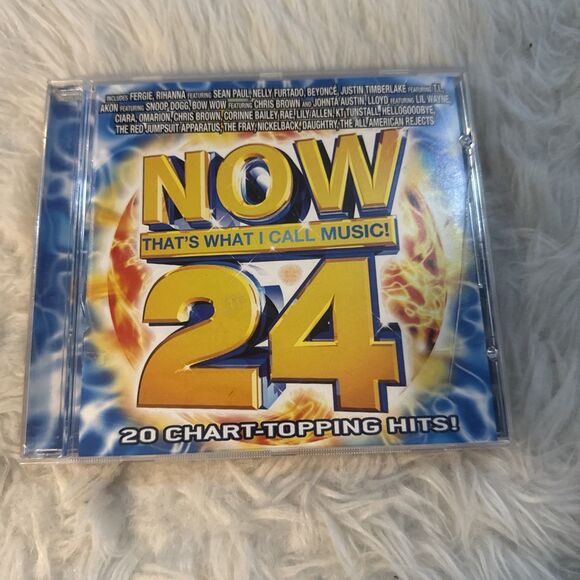 INCLUDES FERGIE, RIHANNA FEATURING SEAN PAUL, NELLY FURTADO, BEYONCÉ, JUSTIN TIMBERLAKE FEATURING T.I.,
AKON FEATURING SNOOP DOGG, BOW WOW FEATURING CHRIS BROWN AND JOHNTA AUSTIN, LLOYD FEATURING LIL WAYNE,
CIARA, OMARION, CHRIS BROWN, CORINNE BAILEY RAE, LILY ALLEN, KT TUNSTALL, HELLOGOODBYE,
THE RED JUMPSUIT APPARATUS, THE FRAY, NICKELBACK, DAUGHTRY, THE ALL AMERICAN REJECTS
NOW
THAT'S WHAT I CALL MUSIC!
24
20 CHART-TOPPING HITS!